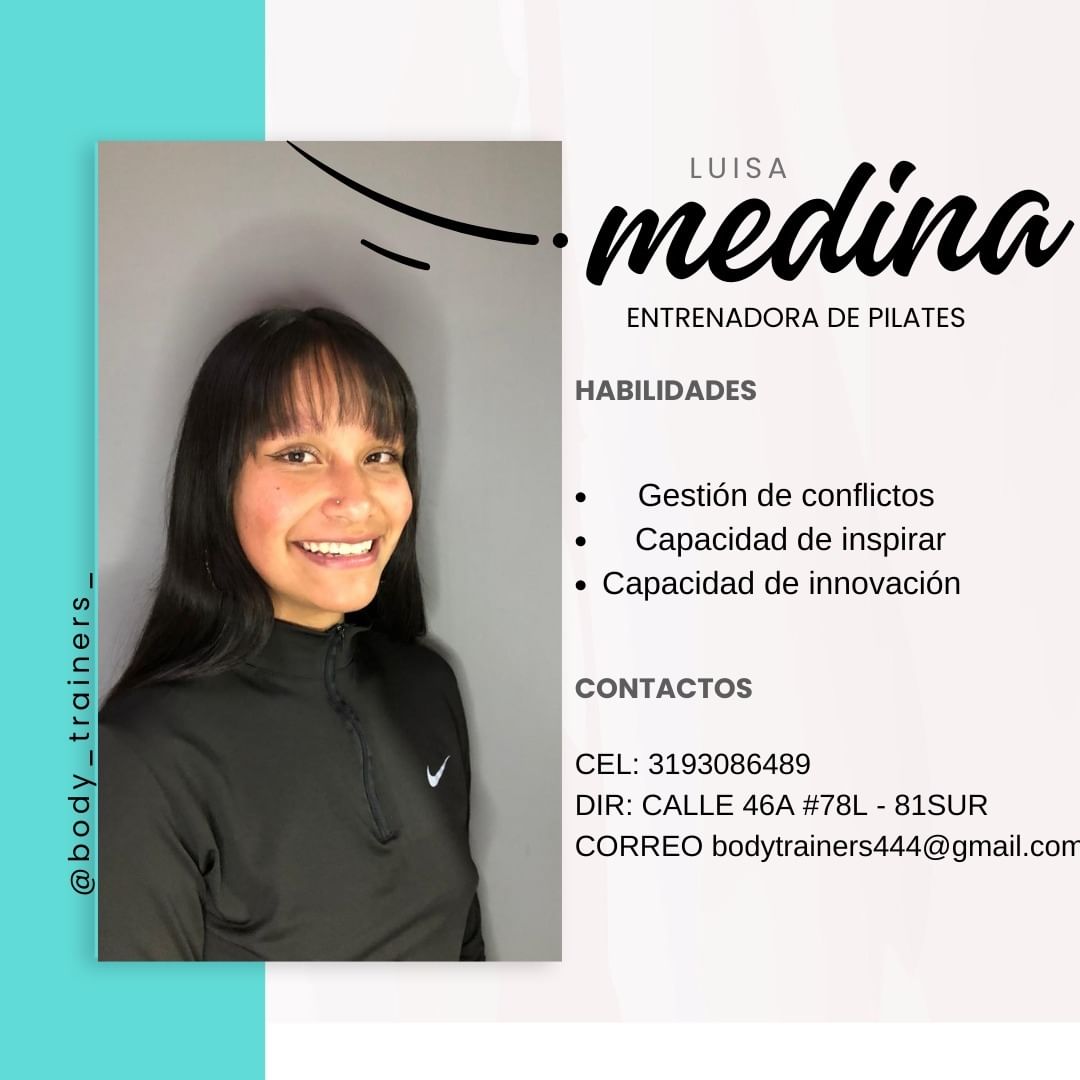 LUISA
medina
ENTRENADORA DE PILATES
HABILIDADES
• Gestión de conflictos
• Capacidad de inspirar
• Capacidad de innovación
CONTACTOS
CEL: 3193086489
DIR: CALLE 46A #78L - 81SUR
CORREO bodytrainers444@gmail.com
@body_trainers_